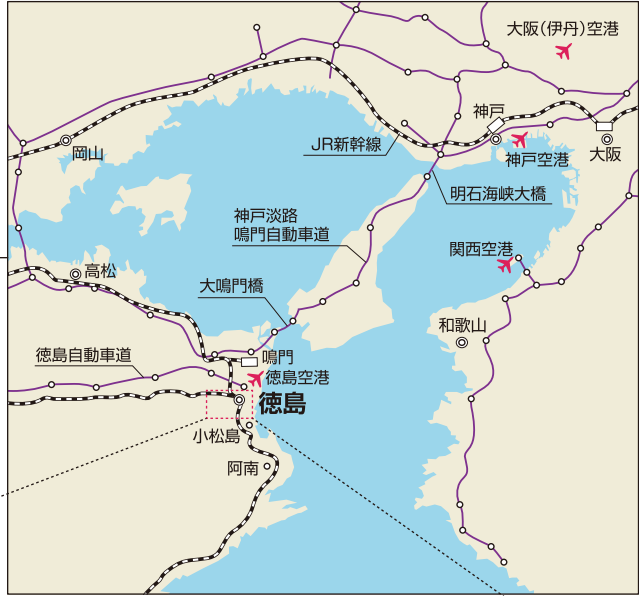 大阪(伊丹)空港
神戸
JR新幹線
岡山
神戸空港
大阪
明石海峡大橋
神戸淡路
鳴門自動車道
関西空港
高松
大鳴門橋
和歌山
徳島自動車道
鳴門
徳島空港
徳島
小松島
阿南